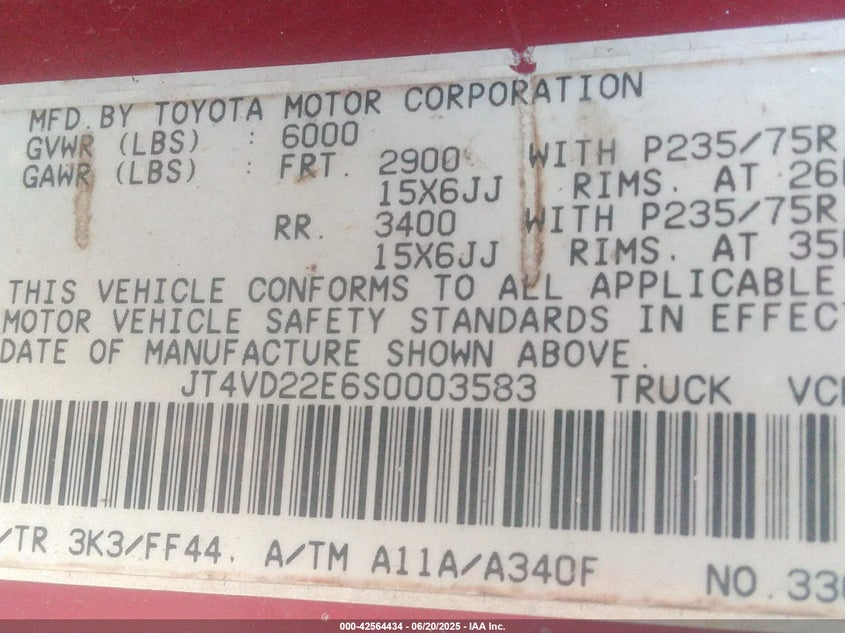 MFD. BY TOYOTA MOTOR CORPORATION
GVWR (LBS) : 6000
GAWR (LBS) : FRT. 2900 WITH P235/75R
15X6JJ RIMS. AT 26
RR. 3400 WITH P235/75R
15X6JJ RIMS. AT 35
THIS VEHICLE CONFORMS TO ALL APPLICABLE
MOTOR VEHICLE SAFETY STANDARDS IN EFFECT
DATE OF MANUFACTURE SHOWN ABOVE.
JT4VD22E6S0003583 TRUCK VC
/TR 3K3/FF44. A/TM A11A/A340F
NO.33
000-42564434 - 06/20/2025 - IAA Inc.